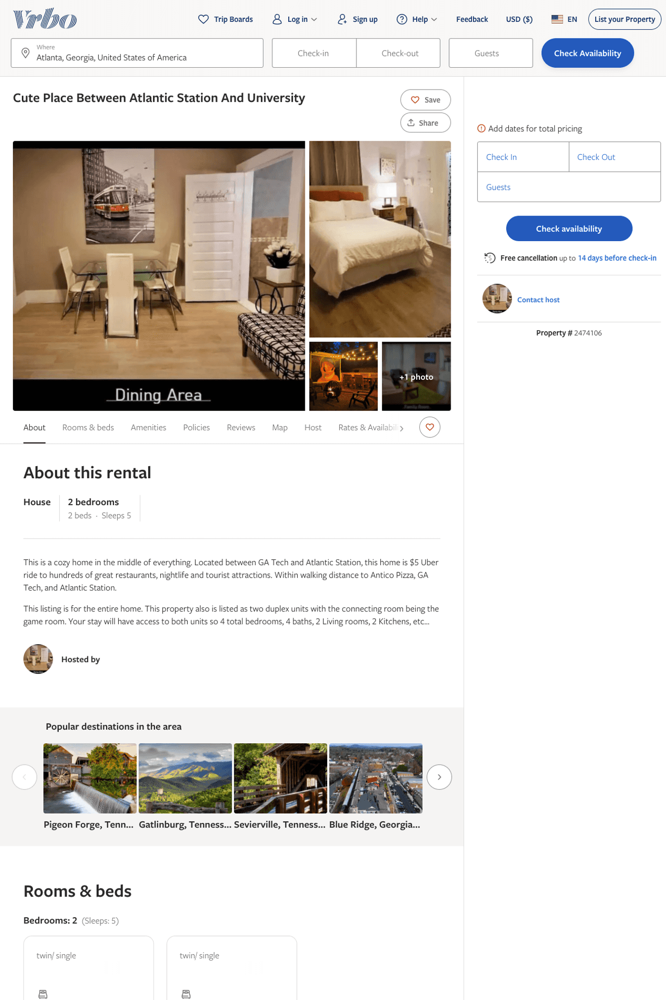 Vrbo
Trip Boards
Log in
Sign up
Help
Feedback
USD ($)
EN
List your Property
Where
Atlanta, Georgia, United States of America
Check-in
Check-out
Guests
Check Availability
Cute Place Between Atlantic Station And University
Save
Share
Dining Area
+1 photo
Add dates for total pricing
Check In
Check Out
Guests
Check availability
Free cancellation up to 14 days before check-in
Contact host
Property # 2474106
About
Rooms & beds
Amenities
Policies
Reviews
Map
Host
Rates & Availabili
About this rental
House
2 bedrooms
2 beds · Sleeps 5
This is a cozy home in the middle of everything. Located between GA Tech and Atlantic Station, this home is $5 Uber
ride to hundreds of great restaurants, nightlife and tourist attractions. Within walking distance to Antico Pizza, GA
Tech, and Atlantic Station.
This listing is for the entire home. This property also is listed as two duplex units with the connecting room being the
game room. Your stay will have access to both units so 4 total bedrooms, 4 baths, 2 Living rooms, 2 Kitchens, etc...
Hosted by
Popular destinations in the area
Pigeon Forge, Tenn...
Gatlinburg, Tenness...
Sevierville, Tenness...
Blue Ridge, Georgia...
Rooms & beds
Bedrooms: 2 (Sleeps: 5)
twin/ single
twin/ single